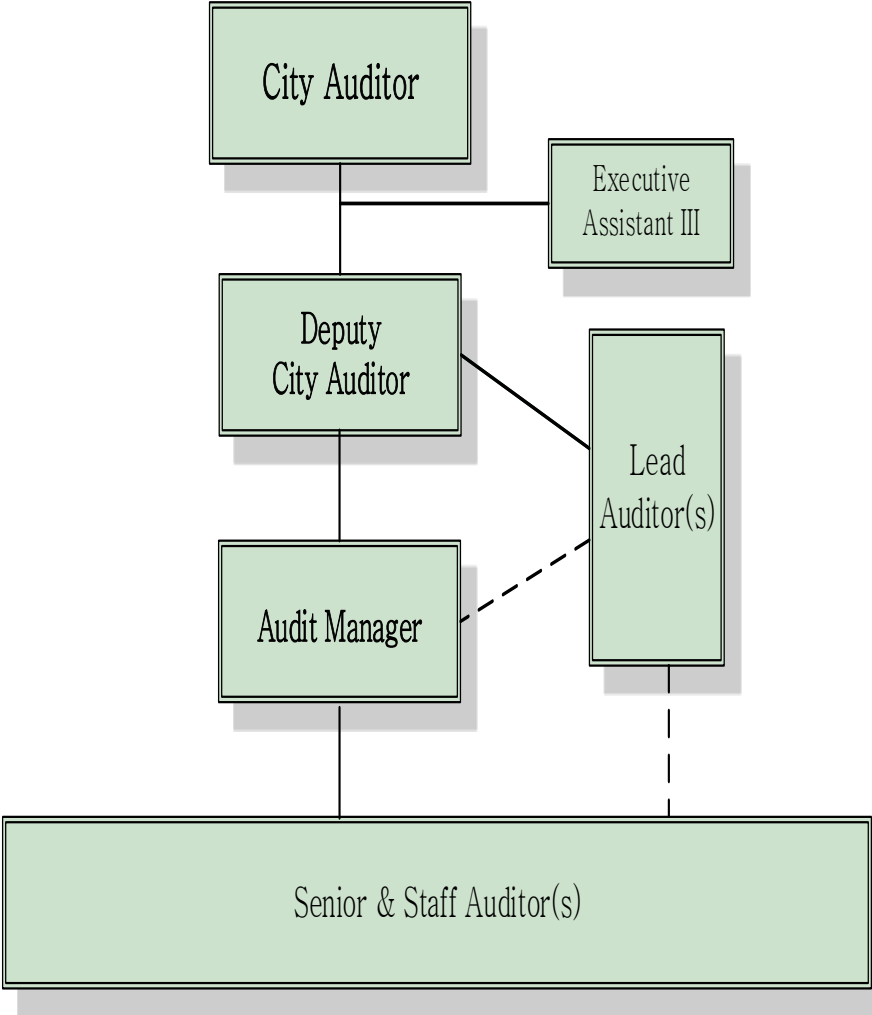 City Auditor
Executive
Assistant III
Deputy
City Auditor
Lead
Auditor(s)
Audit Manager
Senior & Staff Auditor(s)